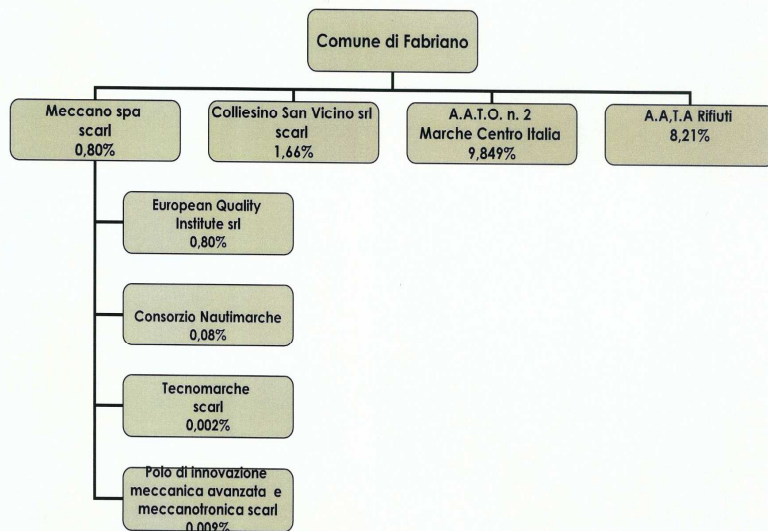 Comune di Fabriano
Meccano spa
scarl
0,80%
Colliesino San Vicino srl
scarl
1,66%
A.A.T.O. n. 2
Marche Centro Italia
9,849%
A.A,T.A Rifiuti
8,21%
European Quality
Institute srl
0,80%
Consorzio Nautimarche
0,08%
Tecnomarche
scarl
0,002%
Polo di innovazione
meccanica avanzata e
meccanotronica scarl
0,009%